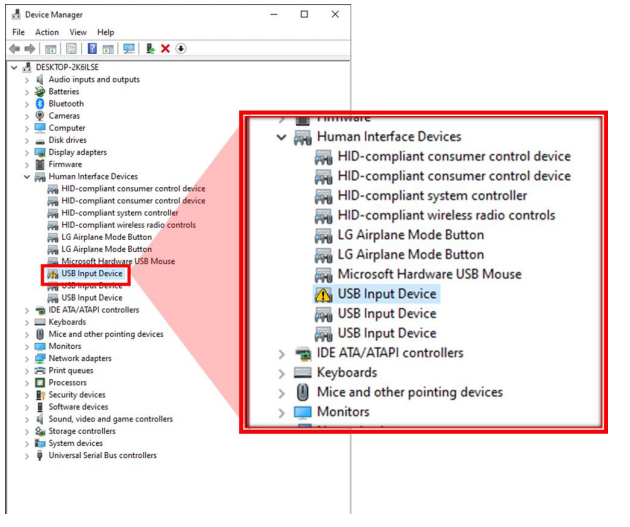 Device Manager
File Action View Help
DESKTOP-2K6ILSE
Audio inputs and outputs
Batteries
Bluetooth
Cameras
Computer
Disk drives
Display adapters
Firmware
Human Interface Devices
HID-compliant consumer control device
HID-compliant consumer control device
HID-compliant system controller
HID-compliant wireless radio controls
LG Airplane Mode Button
LG Airplane Mode Button
Microsoft Hardware USB Mouse
USB Input Device
USB Input Device
USB Input Device
IDE ATA/ATAPI controllers
Keyboards
Mice and other pointing devices
Monitors
Network adapters
Print queues
Processors
Security devices
Software devices
Sound, video and game controllers
Storage controllers
System devices
Universal Serial Bus controllers
Firmware
Human Interface Devices
HID-compliant consumer control device
HID-compliant consumer control device
HID-compliant system controller
HID-compliant wireless radio controls
LG Airplane Mode Button
LG Airplane Mode Button
Microsoft Hardware USB Mouse
USB Input Device
USB Input Device
USB Input Device
IDE ATA/ATAPI controllers
Keyboards
Mice and other pointing devices
Monitors